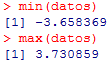 > min(datos)
[1] -3.658369
> max(datos)
[1] 3.730859